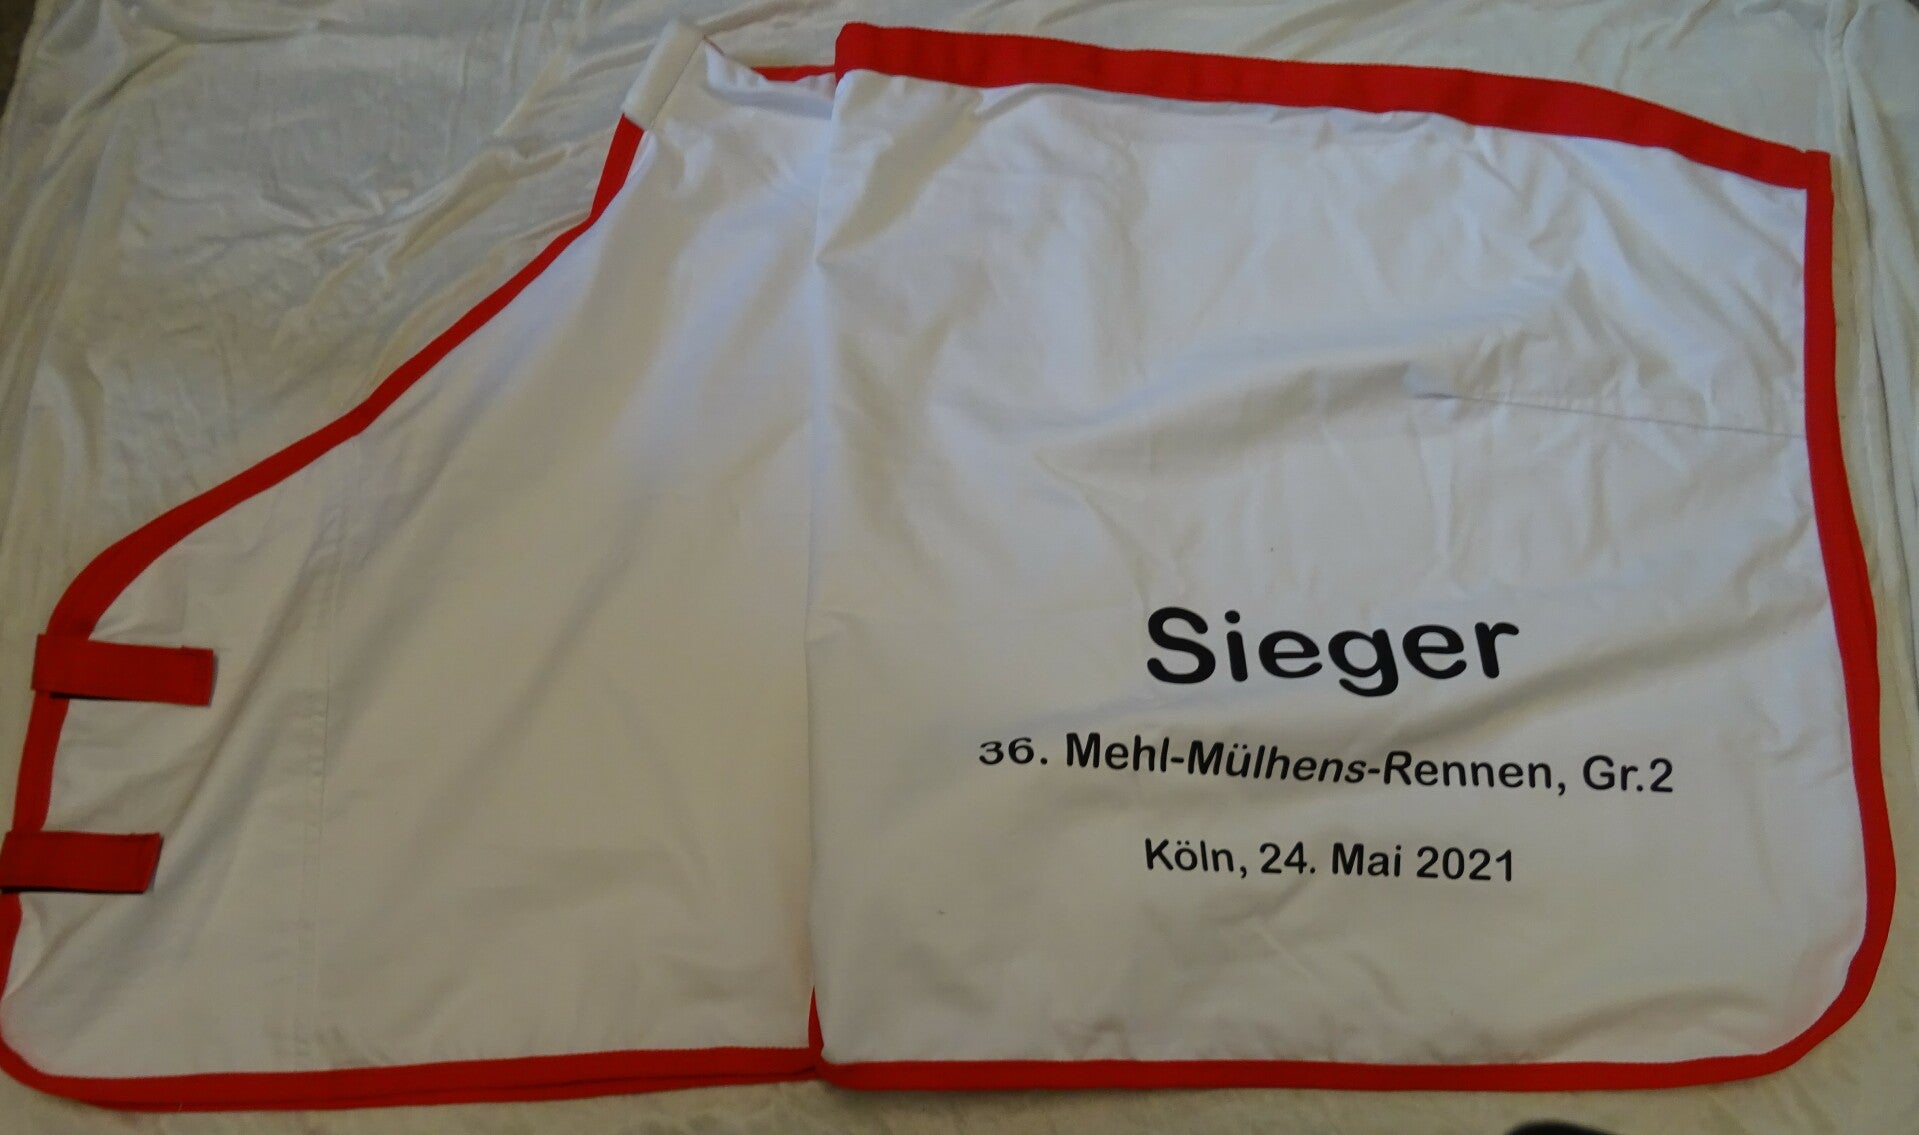 Sieger
36. Mehl-Mülhens-Rennen, Gr.2
Köln, 24. Mai 2021